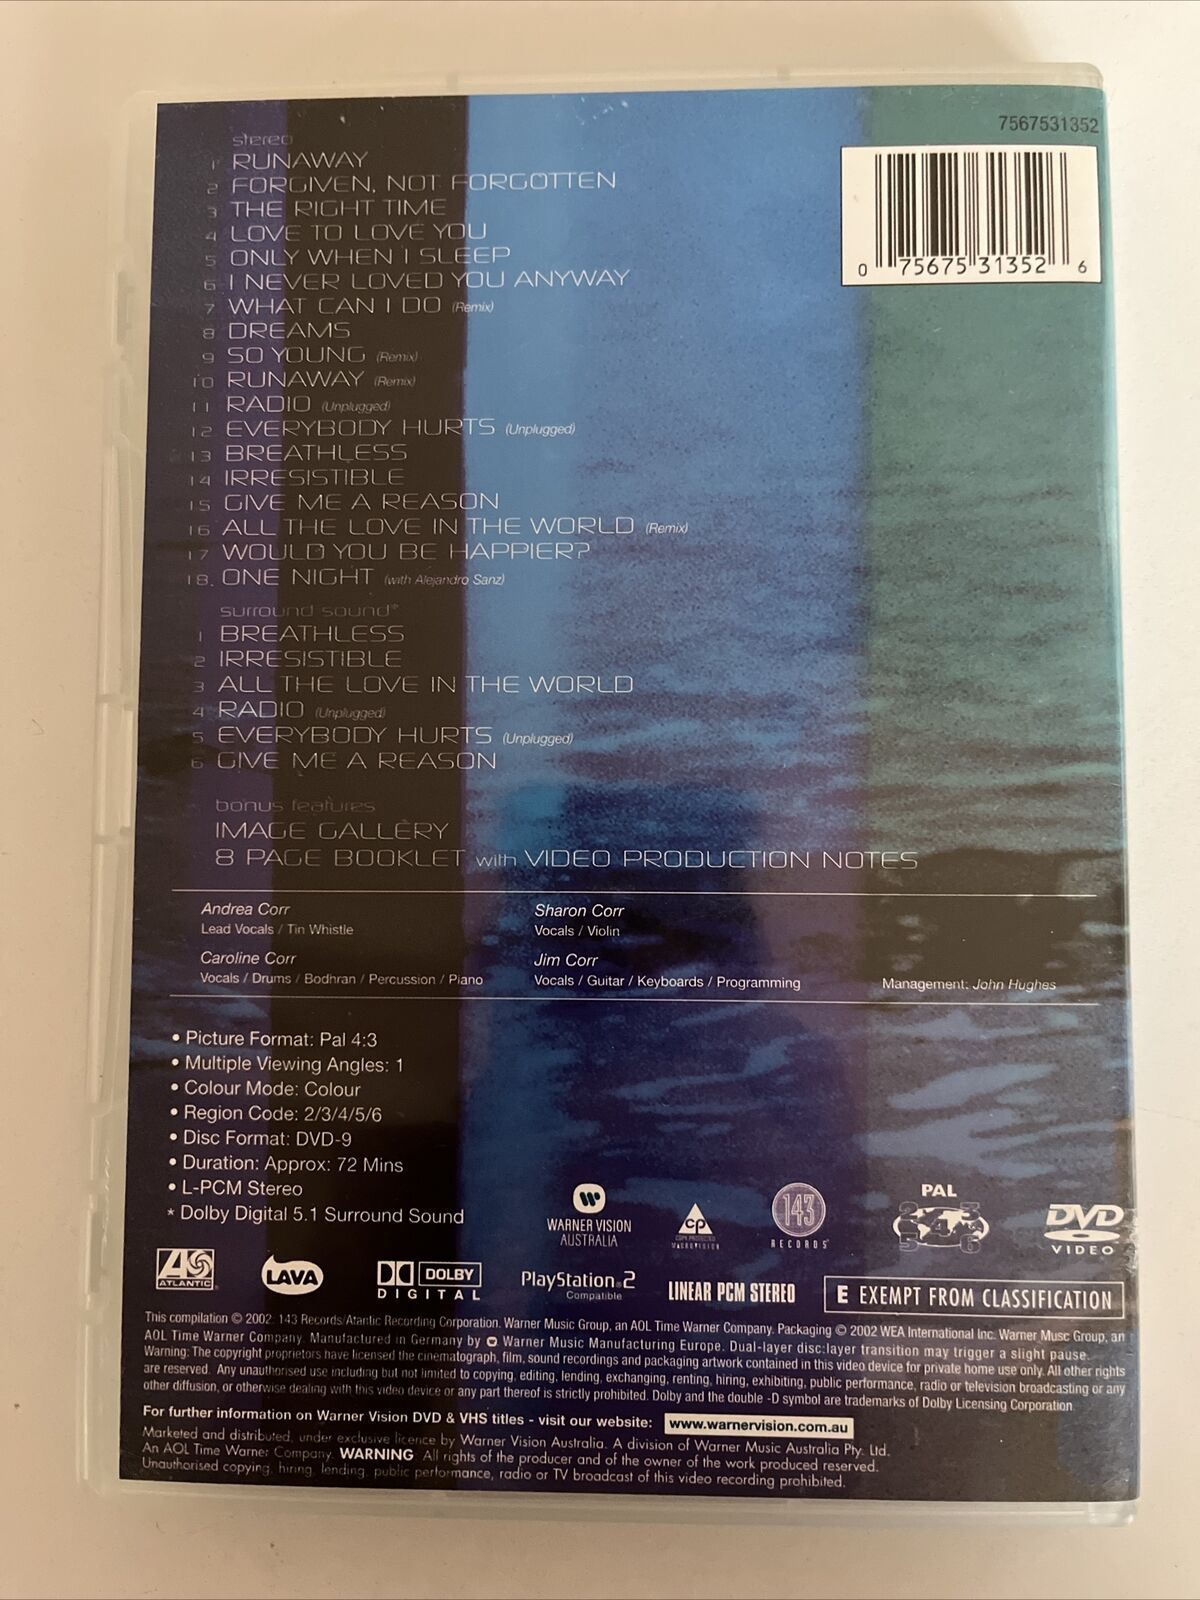 7567531352
0 75675 31352 6
stereo
1 RUNAWAY
2 FORGIVEN, NOT FORGOTTEN
3 THE RIGHT TIME
4 LOVE TO LOVE YOU
5 ONLY WHEN I SLEEP
6 I NEVER LOVED YOU ANYWAY
7 WHAT CAN I DO (Remix)
8 DREAMS
9 SO YOUNG (Remix)
10 RUNAWAY (Remix)
11 RADIO (Unplugged)
12 EVERYBODY HURTS (Unplugged)
13 BREATHLESS
14 IRRESISTIBLE
15 GIVE ME A REASON
16 ALL THE LOVE IN THE WORLD (Remix)
17 WOULD YOU BE HAPPIER?
18. ONE NIGHT (with Alejandro Sanz)
surround sound*
1 BREATHLESS
2 IRRESISTIBLE
3 ALL THE LOVE IN THE WORLD
4 RADIO (Unplugged)
5 EVERYBODY HURTS (Unplugged)
6 GIVE ME A REASON
bonus features
IMAGE GALLERY
8 PAGE BOOKLET with VIDEO PRODUCTION NOTES
Andrea Corr
Lead Vocals / Tin Whistle
Sharon Corr
Vocals / Violin
Caroline Corr
Vocals / Drums / Bodhran / Percussion / Piano
Jim Corr
Vocals / Guitar / Keyboards / Programming
Management: John Hughes
• Picture Format: Pal 4:3
• Multiple Viewing Angles: 1
• Colour Mode: Colour
• Region Code: 2/3/4/5/6
• Disc Format: DVD-9
• Duration: Approx: 72 Mins
• L-PCM Stereo
* Dolby Digital 5.1 Surround Sound
WARNER VISION
AUSTRALIA
CP
COPY PROTECTED
MACROVISION
143
RECORDS
PAL
2 3
4
5 6
DVD
VIDEO
ATLANTIC
LAVA
DOLBY
DIGITAL
PlayStation 2
Compatible
LINEAR PCM STEREO
E EXEMPT FROM CLASSIFICATION
This compilation © 2002. 143 Records/Atantic Recording Corporation. Warner Music Group, an AOL Time Warner Company. Packaging © 2002 WEA International Inc. Warner Musc Group, an
AOL Time Warner Company. Manufactured in Germany by Warner Music Manufacturing Europe. Dual-layer disc:layer transition may trigger a slight pause.
Warning: The copyright proprietors have licensed the cinematograph, film, sound recordings and packaging artwork contained in this video device for private home use only. All other rights
are reserved. Any unauthorised use including but not limited to copying, editing, lending, exchanging, renting, hiring, exhibiting, public performance, radio or television broadcasting or any
other diffusion, or otherwise dealing with this video device or any part thereof is strictly prohibited. Dolby and the double -D symbol are trademarks of Dolby Licensing Corporation.
For further information on Warner Vision DVD & VHS titles - visit our website: www.warnervision.com.au
Marketed and distributed, under exclusive licence by Warner Vision Australia. A division of Warner Music Australia Pty. Ltd.
An AOL Time Warner Company. WARNING All rights of the producer and of the owner of the work produced reserved.
Unauthorised copying, hiring, lending, public performance, radio or TV broadcast of this video recording prohibited.